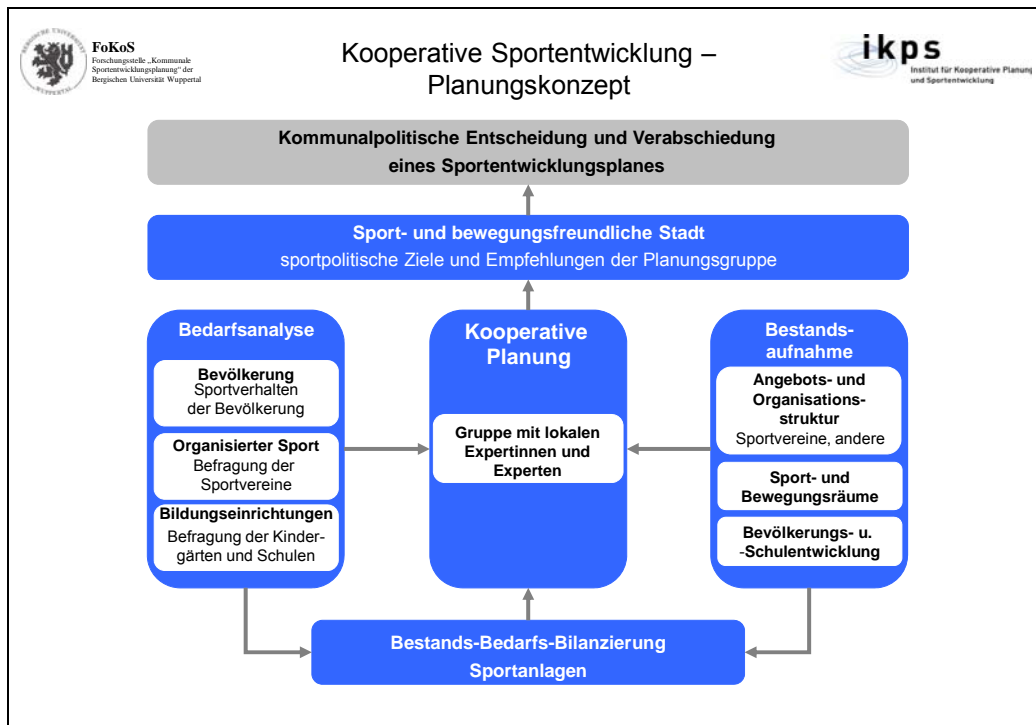 FoKoS
Forschungsstelle „Kommunale
Sportentwicklungsplanung“ der
Bergischen Universität Wuppertal
BERGISCHE UNIVERSITÄT
WUPPERTAL
Kooperative Sportentwicklung –
Planungskonzept
ikps
Institut für Kooperative Planung
und Sportentwicklung
Kommunalpolitische Entscheidung und Verabschiedung
eines Sportentwicklungsplanes
Sport- und bewegungsfreundliche Stadt
sportpolitische Ziele und Empfehlungen der Planungsgruppe
Bedarfsanalyse
Bevölkerung
Sportverhalten
der Bevölkerung
Organisierter Sport
Befragung der
Sportvereine
Bildungseinrichtungen
Befragung der Kinder-
gärten und Schulen
Kooperative
Planung
Gruppe mit lokalen
Expertinnen und
Experten
Bestands-
aufnahme
Angebots- und
Organisations-
struktur
Sportvereine, andere
Sport- und
Bewegungsräume
Bevölkerungs- u.
-Schulentwicklung
Bestands-Bedarfs-Bilanzierung
Sportanlagen